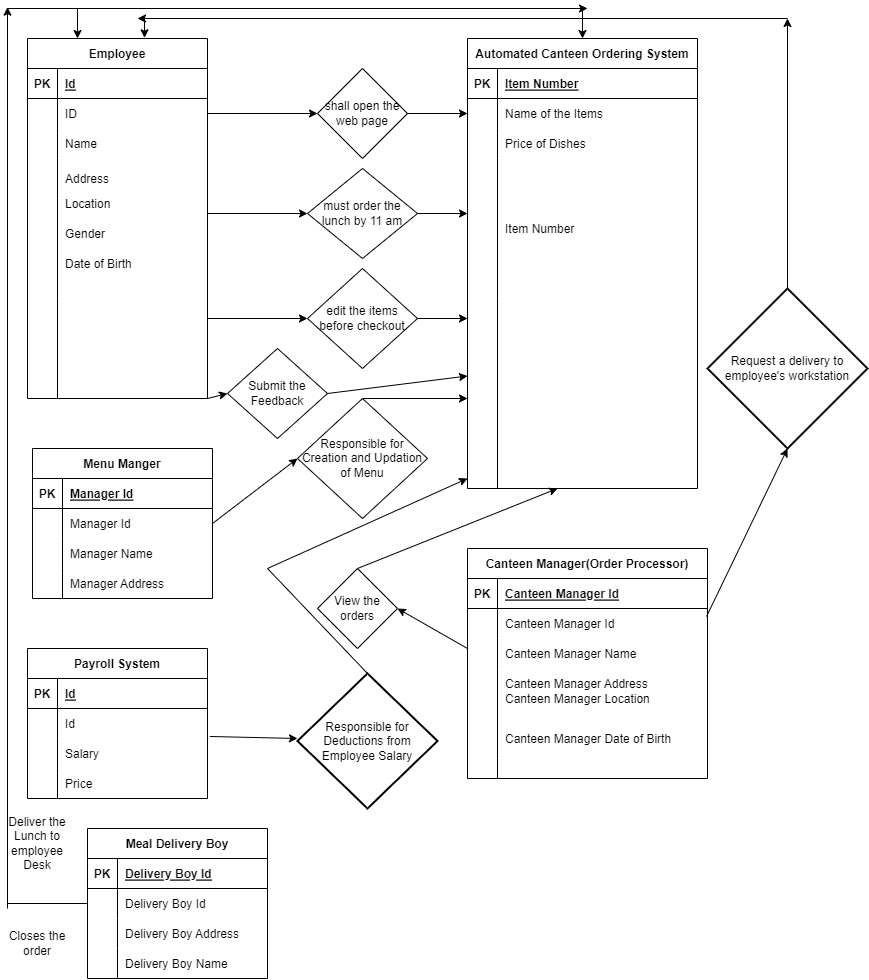 Employee
PK Id
ID
Name
Address
Location
Gender
Date of Birth
shall open the
web page
must order the
lunch by 11 am
edit the items
before checkout
Submit the
Feedback
Automated Canteen Ordering System
PK Item Number
Name of the Items
Price of Dishes
Item Number
Request a delivery to
employee's workstation
Menu Manger
PK Manager Id
Manager Id
Manager Name
Manager Address
Responsible for
Creation and Updation
of Menu
View the
orders
Canteen Manager(Order Processor)
PK Canteen Manager Id
Canteen Manager Id
Canteen Manager Name
Canteen Manager Address
Canteen Manager Location
Canteen Manager Date of Birth
Payroll System
PK Id
Id
Salary
Price
Responsible for
Deductions from
Employee Salary
Deliver the
Lunch to
employee
Desk
Closes the
order
Meal Delivery Boy
PK Delivery Boy Id
Delivery Boy Id
Delivery Boy Address
Delivery Boy Name